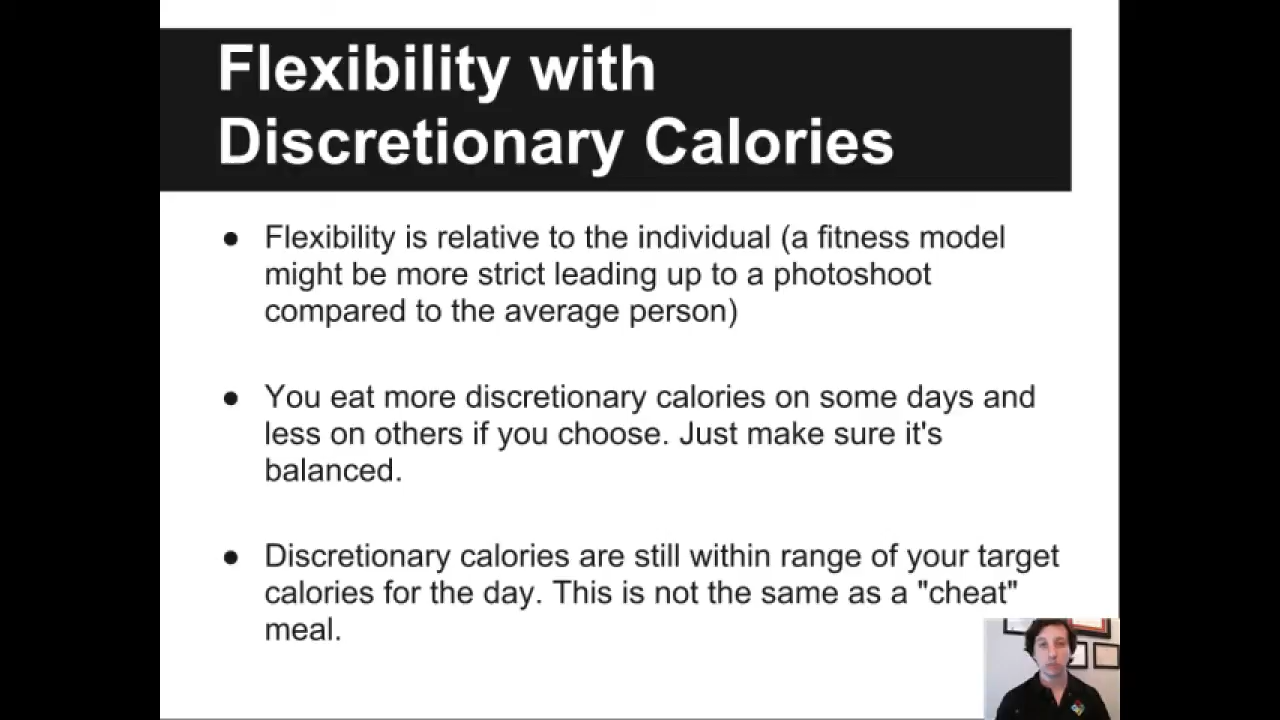 Flexibility with
Discretionary Calories
● Flexibility is relative to the individual (a fitness model
might be more strict leading up to a photoshoot
compared to the average person)
● You eat more discretionary calories on some days and
less on others if you choose. Just make sure it's
balanced.
● Discretionary calories are still within range of your target
calories for the day. This is not the same as a "cheat"
meal.